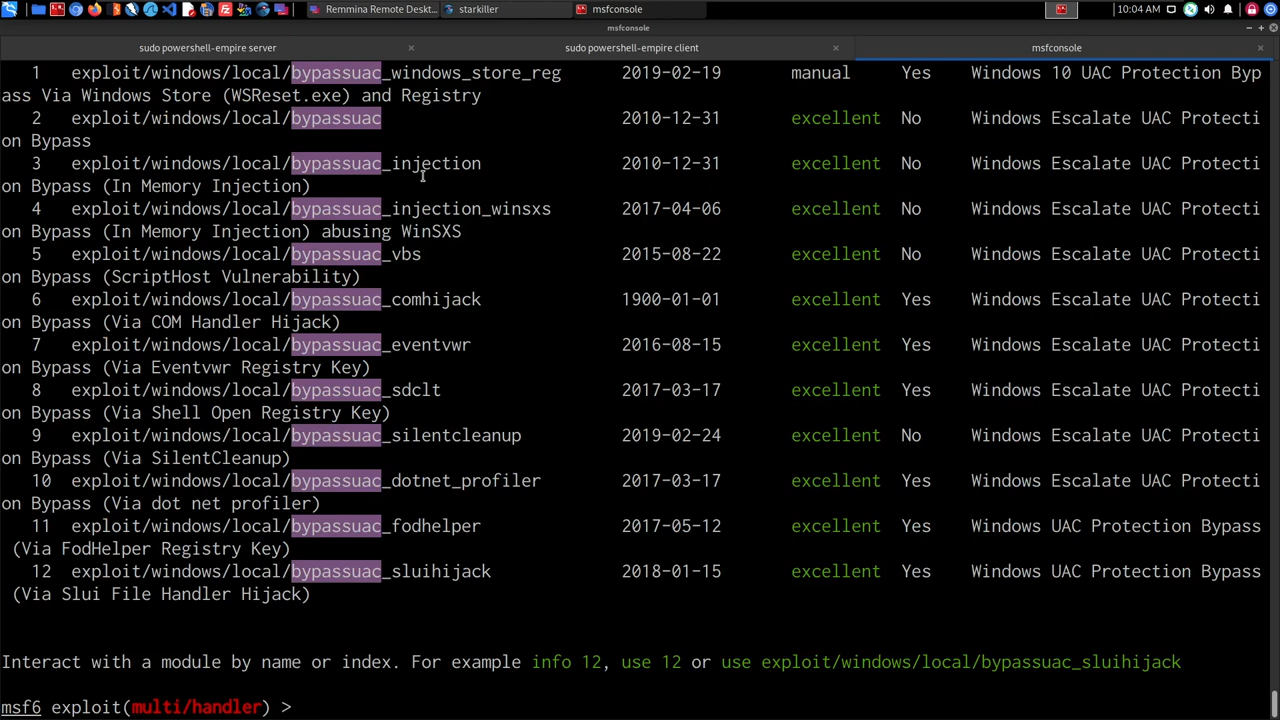 Remmina Remote Deskt...
starkiller
msfconsole
10:04 AM
msfconsole
sudo powershell-empire server
sudo powershell-empire client
msfconsole
1 exploit/windows/local/bypassuac_windows_store_reg 2019-02-19 manual Yes Windows 10 UAC Protection Byp
ass Via Windows Store (WSReset.exe) and Registry
2 exploit/windows/local/bypassuac 2010-12-31 excellent No Windows Escalate UAC Protecti
on Bypass
3 exploit/windows/local/bypassuac_injection 2010-12-31 excellent No Windows Escalate UAC Protecti
on Bypass (In Memory Injection)
4 exploit/windows/local/bypassuac_injection_winsxs 2017-04-06 excellent No Windows Escalate UAC Protecti
on Bypass (In Memory Injection) abusing WinSXS
5 exploit/windows/local/bypassuac_vbs 2015-08-22 excellent No Windows Escalate UAC Protecti
on Bypass (ScriptHost Vulnerability)
6 exploit/windows/local/bypassuac_comhijack 1900-01-01 excellent Yes Windows Escalate UAC Protecti
on Bypass (Via COM Handler Hijack)
7 exploit/windows/local/bypassuac_eventvwr 2016-08-15 excellent Yes Windows Escalate UAC Protecti
on Bypass (Via Eventvwr Registry Key)
8 exploit/windows/local/bypassuac_sdclt 2017-03-17 excellent Yes Windows Escalate UAC Protecti
on Bypass (Via Shell Open Registry Key)
9 exploit/windows/local/bypassuac_silentcleanup 2019-02-24 excellent No Windows Escalate UAC Protecti
on Bypass (Via SilentCleanup)
10 exploit/windows/local/bypassuac_dotnet_profiler 2017-03-17 excellent Yes Windows Escalate UAC Protecti
on Bypass (Via dot net profiler)
11 exploit/windows/local/bypassuac_fodhelper 2017-05-12 excellent Yes Windows UAC Protection Bypass
(Via FodHelper Registry Key)
12 exploit/windows/local/bypassuac_sluihijack 2018-01-15 excellent Yes Windows UAC Protection Bypass
(Via Slui File Handler Hijack)
Interact with a module by name or index. For example info 12, use 12 or use exploit/windows/local/bypassuac_sluihijack
msf6 exploit(multi/handler) >